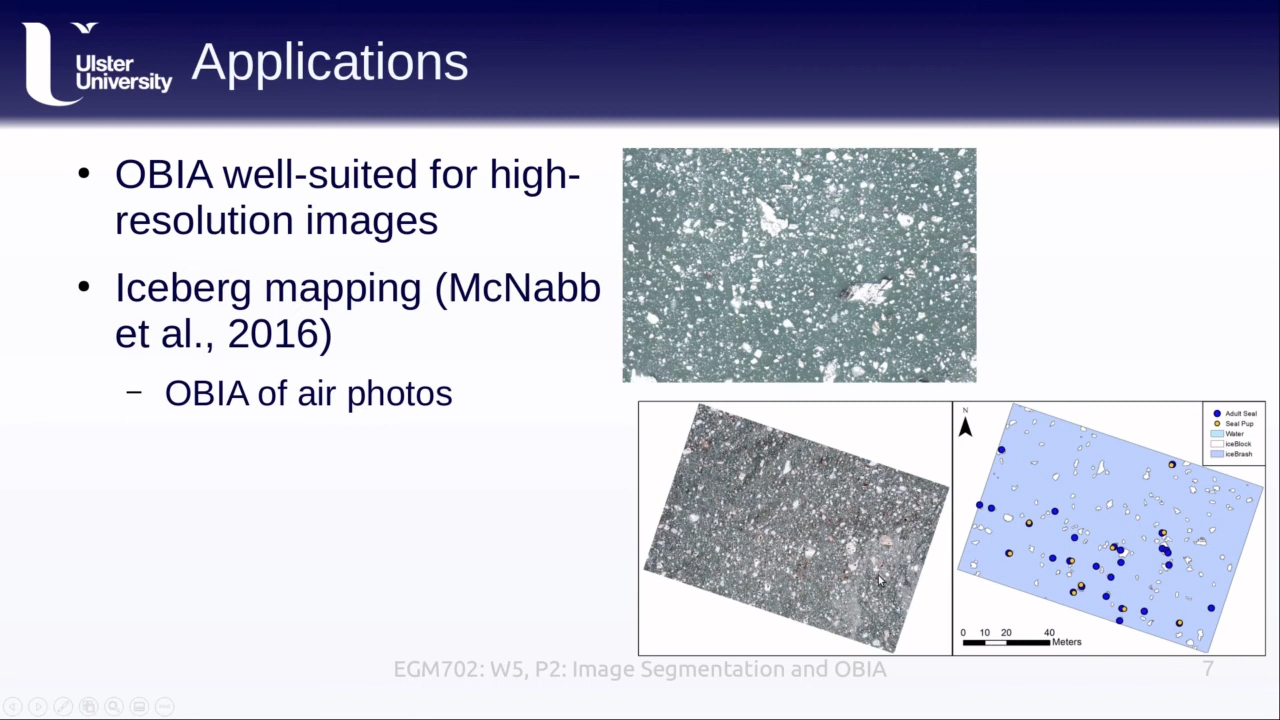 Ulster
University
Applications
• OBIA well-suited for high-
resolution images
• Iceberg mapping (McNabb
et al., 2016)
– OBIA of air photos
N
Adult Seal
Seal Pup
Water
iceBlock
iceBrash
0 10 20 40
Meters
EGM702: W5, P2: Image Segmentation and OBIA
7